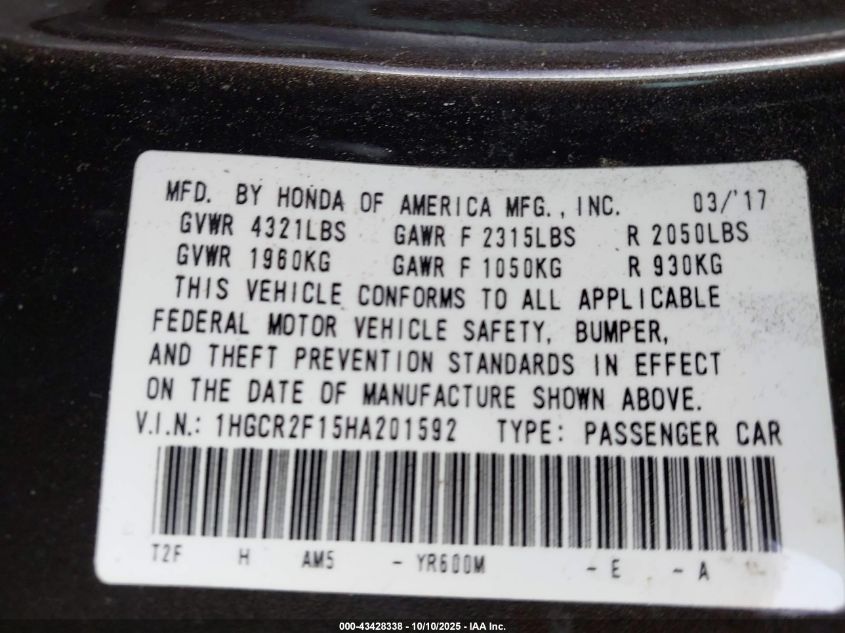 MFD. BY HONDA OF AMERICA MFG., INC. 03/'17
GVWR 4321LBS GAWR F 2315LBS R 2050LBS
GVWR 1960KG GAWR F 1050KG R 930KG
THIS VEHICLE CONFORMS TO ALL APPLICABLE
FEDERAL MOTOR VEHICLE SAFETY, BUMPER,
AND THEFT PREVENTION STANDARDS IN EFFECT
ON THE DATE OF MANUFACTURE SHOWN ABOVE.
V.I.N.: 1HGCR2F15HA201592 TYPE: PASSENGER CAR
T2F H AM5 - YR600M - E - A
000-43428338 - 10/10/2025 - IAA Inc.